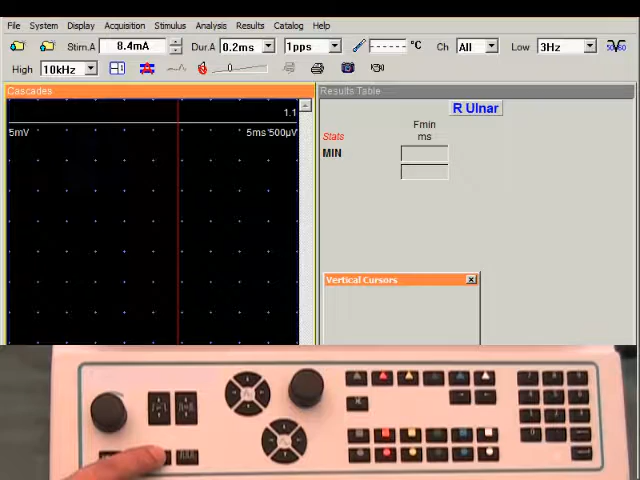 File System Display Acquisition Stimulus Analysis Results Catalog Help
Stim.A 8.4mA Dur.A 0.2ms 1pps ------ °C Ch All Low 3Hz
High 10kHz
Cascades
Results Table
1.1
R Ulnar
5mV
5ms 500µV
Fmin
Stats
ms
MIN
Vertical Cursors